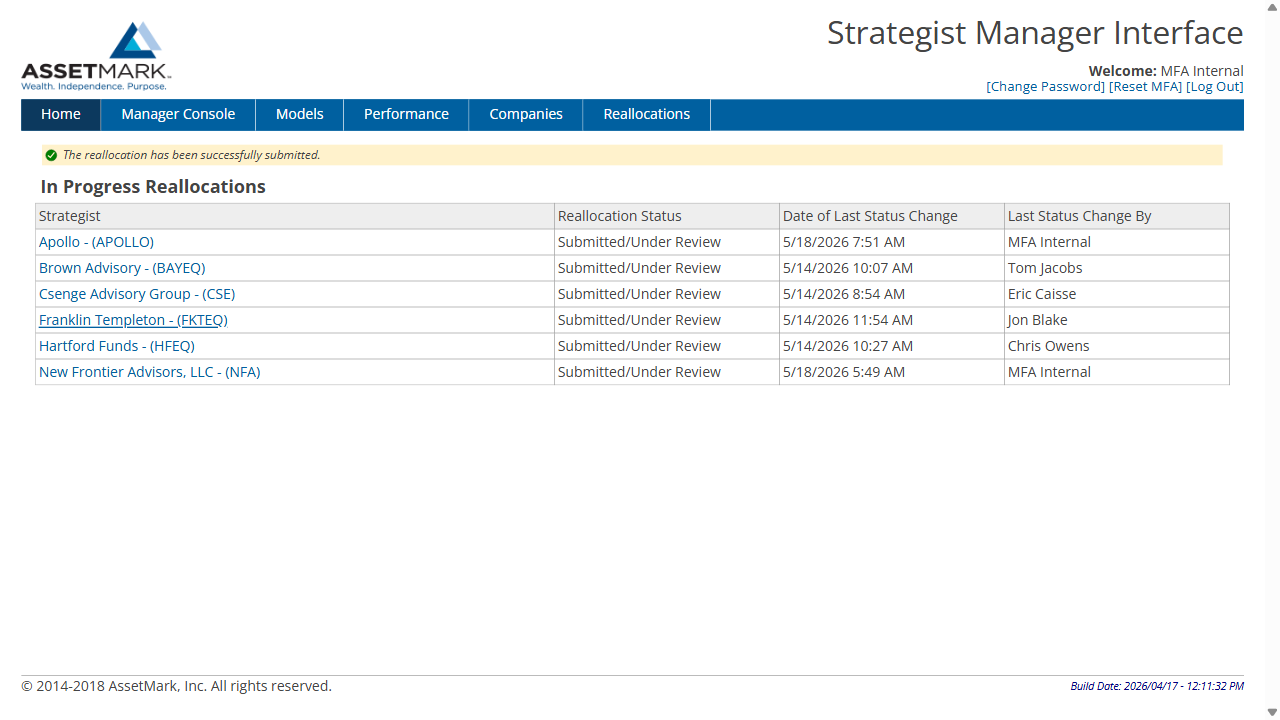 ASSETMARK™
Wealth. Independence. Purpose.
Strategist Manager Interface
Welcome: MFA Internal
[Change Password] [Reset MFA] [Log Out]
Home Manager Console Models Performance Companies Reallocations
The reallocation has been successfully submitted.
In Progress Reallocations
Strategist Reallocation Status Date of Last Status Change Last Status Change By
Apollo - (APOLLO) Submitted/Under Review 5/18/2026 7:51 AM MFA Internal
Brown Advisory - (BAYEQ) Submitted/Under Review 5/14/2026 10:07 AM Tom Jacobs
Csenge Advisory Group - (CSE) Submitted/Under Review 5/14/2026 8:54 AM Eric Caisse
Franklin Templeton - (FKTEQ) Submitted/Under Review 5/14/2026 11:54 AM Jon Blake
Hartford Funds - (HFEQ) Submitted/Under Review 5/14/2026 10:27 AM Chris Owens
New Frontier Advisors, LLC - (NFA) Submitted/Under Review 5/18/2026 5:49 AM MFA Internal
© 2014-2018 AssetMark, Inc. All rights reserved.
Build Date: 2026/04/17 - 12:11:32 PM